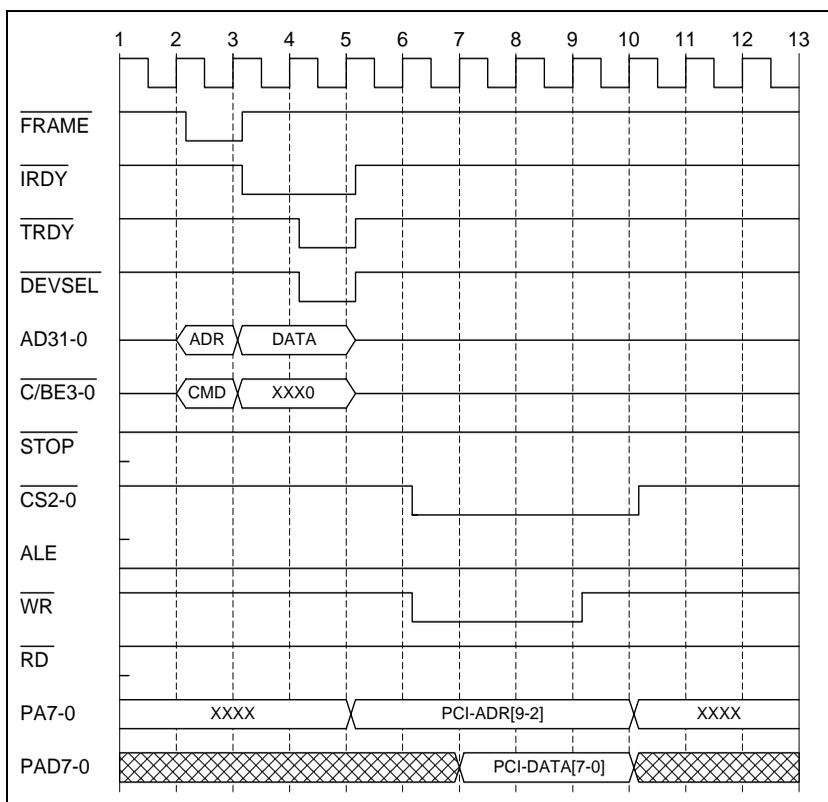 1 2 3 4 5 6 7 8 9 10 11 12 13
FRAME
IRDY
TRDY
DEVSEL
AD31-0 ADR DATA
C/BE3-0 CMD XXX0
STOP
CS2-0
ALE
WR
RD
PA7-0 XXXX PCI-ADR[9-2] XXXX
PAD7-0 PCI-DATA[7-0]